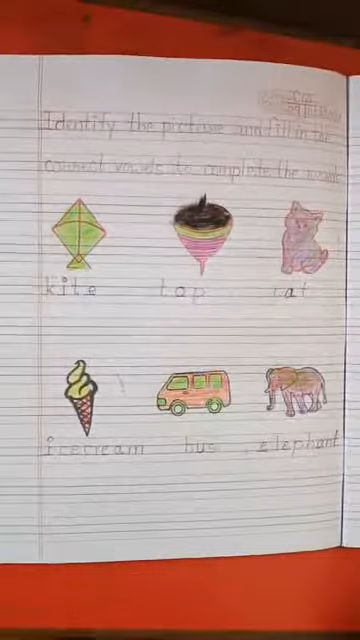 Identify the picture and fill in the
correct vowels to complete the words
kite top cat
icecream bus elephant